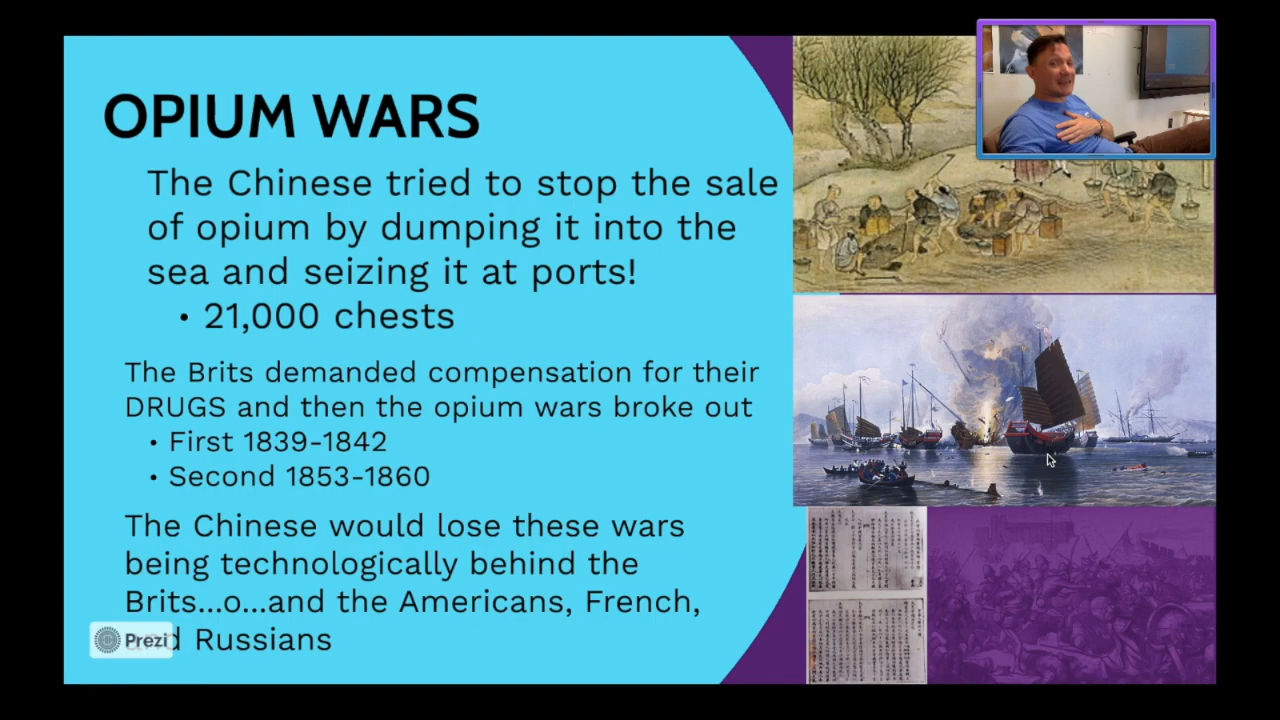 OPIUM WARS
The Chinese tried to stop the sale
of opium by dumping it into the
sea and seizing it at ports!
• 21,000 chests
The Brits demanded compensation for their
DRUGS and then the opium wars broke out
• First 1839-1842
• Second 1853-1860
The Chinese would lose these wars
being technologically behind the
Brits...o...and the Americans, French,
and Russians
Prezi